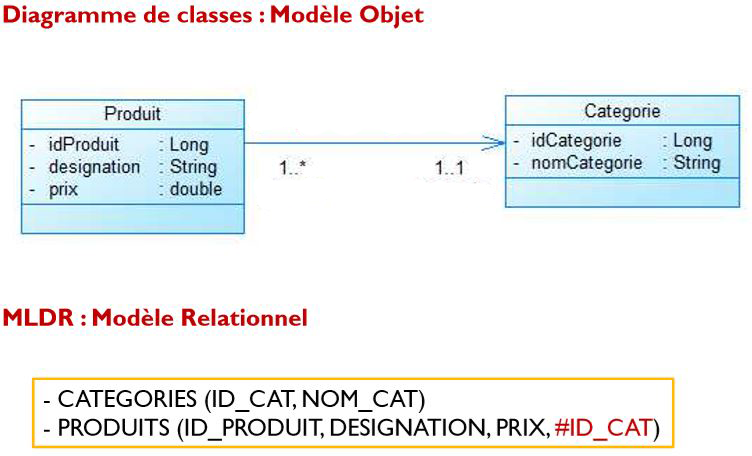 Diagramme de classes : Modèle Objet
Produit
- idProduit : Long
- designation : String
- prix : double
1..*
1..1
Categorie
- idCategorie : Long
- nomCategorie : String
MLDR : Modèle Relationnel
- CATEGORIES (ID_CAT, NOM_CAT)
- PRODUITS (ID_PRODUIT, DESIGNATION, PRIX, #ID_CAT)